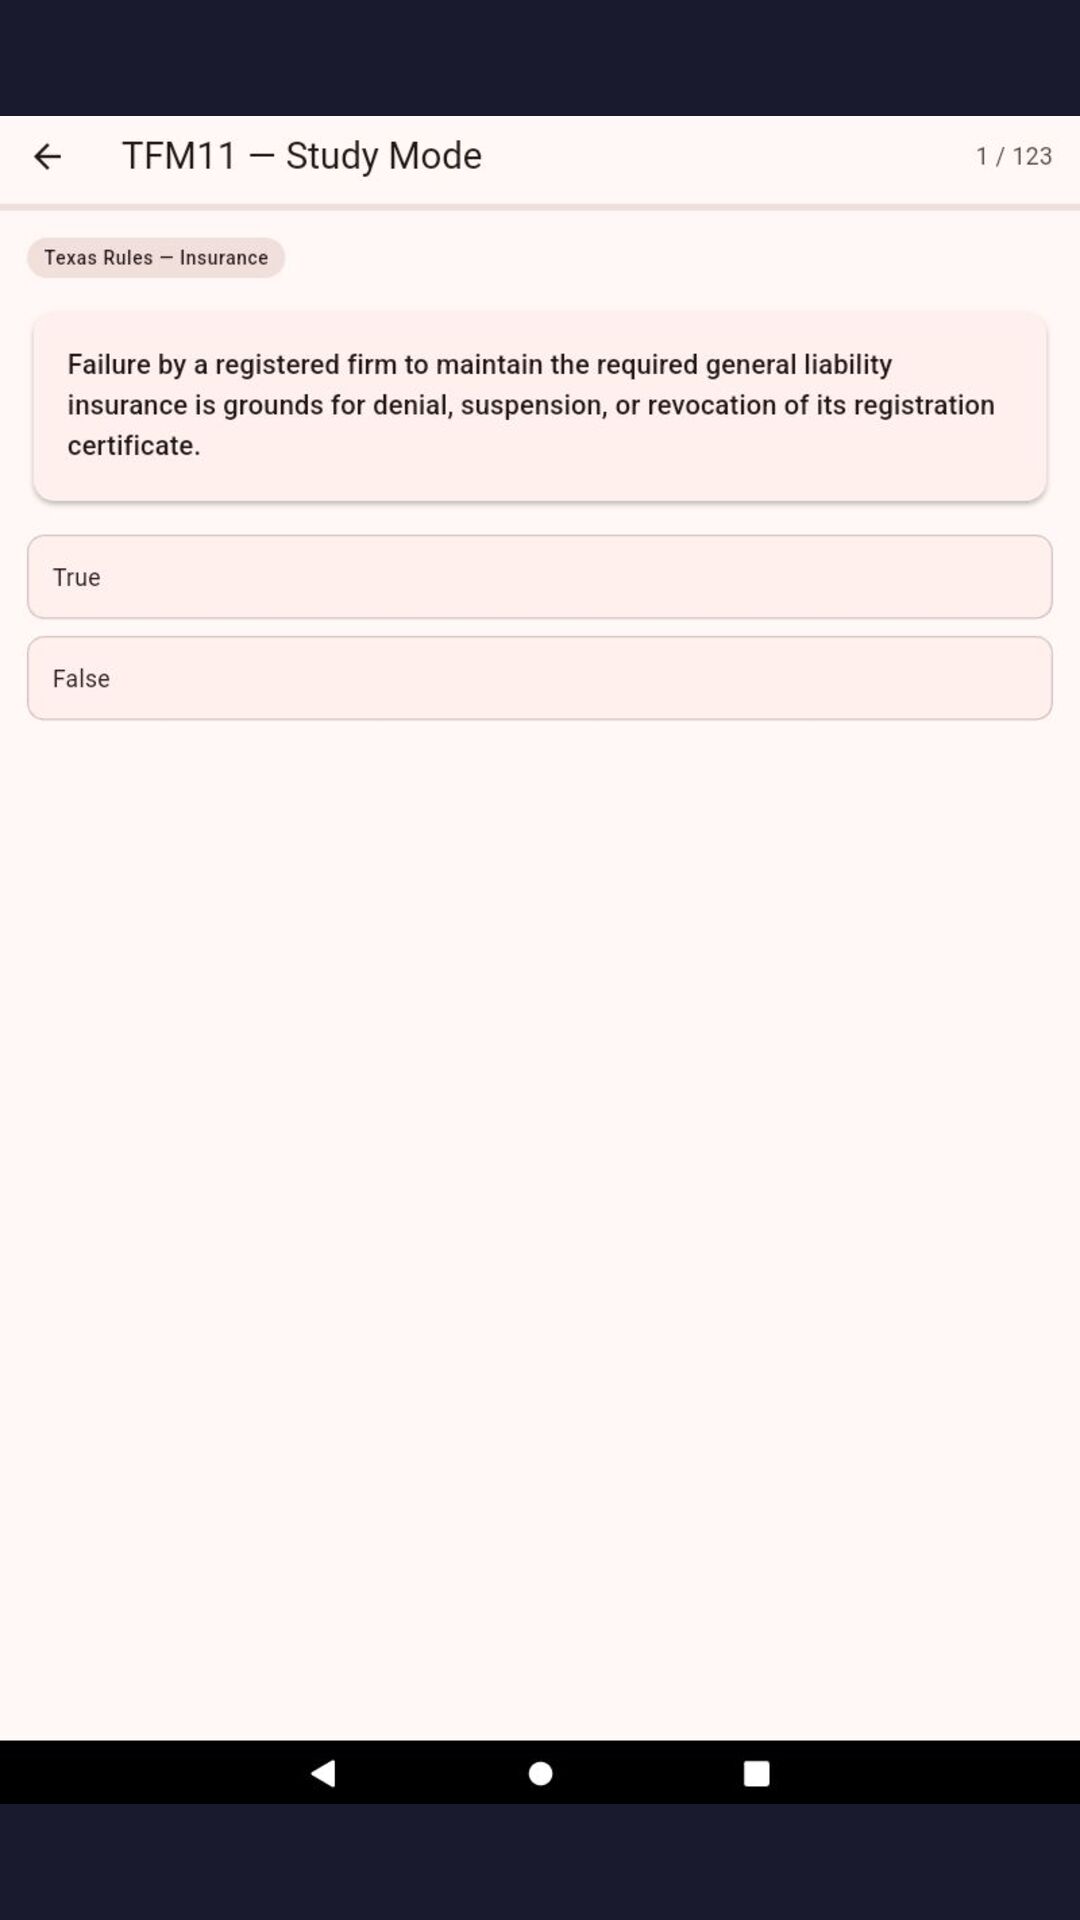 TFM11 — Study Mode
1 / 123
Texas Rules — Insurance
Failure by a registered firm to maintain the required general liability
insurance is grounds for denial, suspension, or revocation of its registration
certificate.
True
False